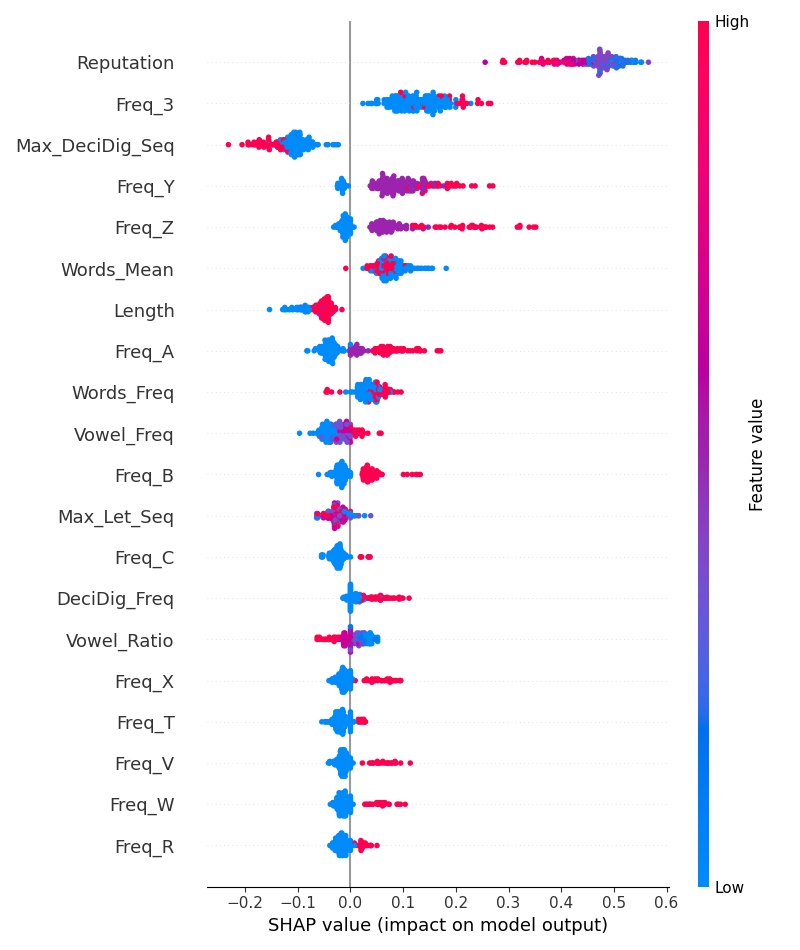 High
Reputation
Freq_3
Max_DeciDig_Seq
Freq_Y
Freq_Z
Words_Mean
Length
Freq_A
Words_Freq
Vowel_Freq
Freq_B
Max_Let_Seq
Freq_C
DeciDig_Freq
Vowel_Ratio
Freq_X
Freq_T
Freq_V
Freq_W
Freq_R
Feature value
Low
−0.2 −0.1 0.0 0.1 0.2 0.3 0.4 0.5 0.6
SHAP value (impact on model output)